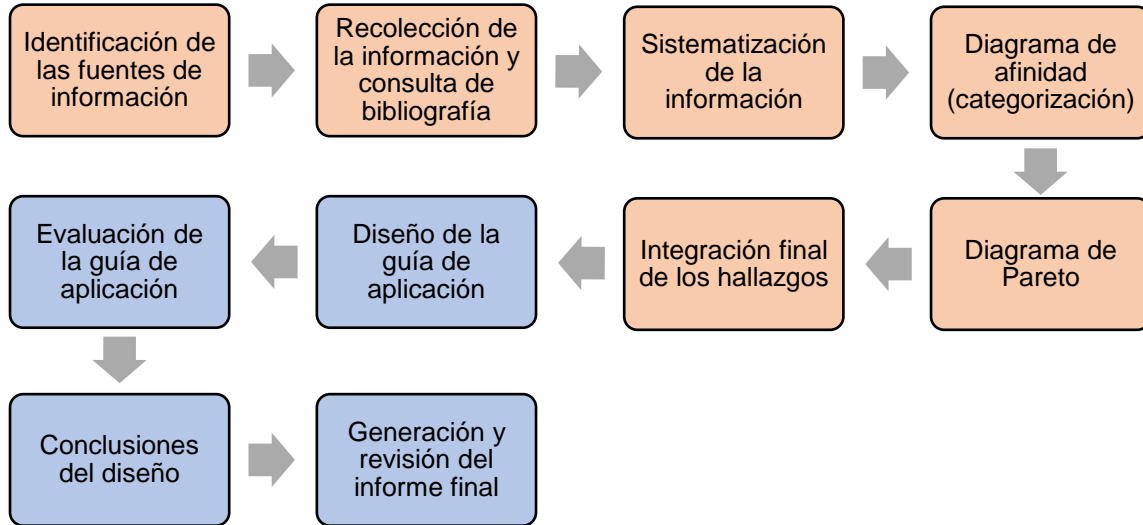 Identificación de
las fuentes de
información
Recolección de
la información y
consulta de
bibliografía
Sistematización
de la
información
Diagrama de
afinidad
(categorización)
Diagrama de
Pareto
Integración final
de los hallazgos
Diseño de la
guía de
aplicación
Evaluación de
la guía de
aplicación
Conclusiones
del diseño
Generación y
revisión del
informe final